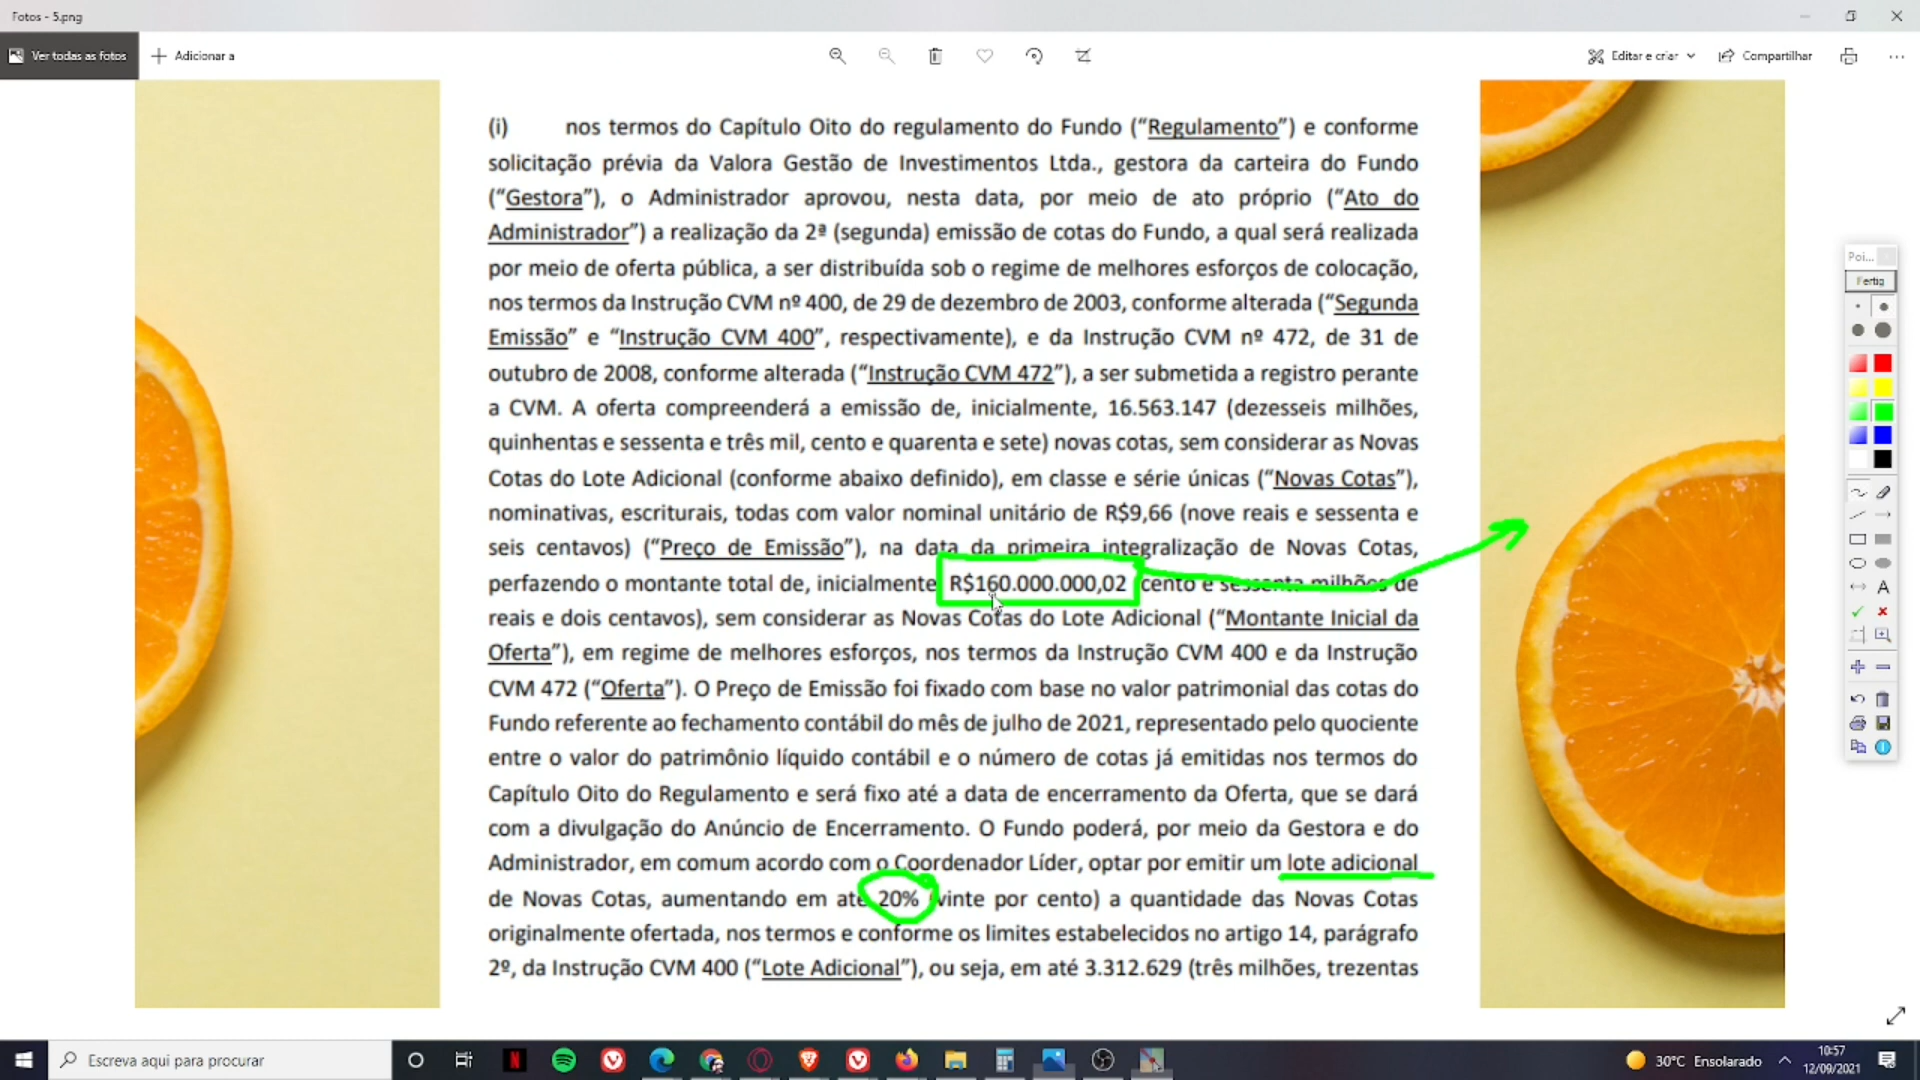 Fotos - 5.png
Ver todas as fotos
Adicionar a
Editar e criar
Compartilhar
(i) nos termos do Capítulo Oito do regulamento do Fundo (“Regulamento”) e conforme
solicitação prévia da Valora Gestão de Investimentos Ltda., gestora da carteira do Fundo
(“Gestora”), o Administrador aprovou, nesta data, por meio de ato próprio (“Ato do
Administrador”) a realização da 2ª (segunda) emissão de cotas do Fundo, a qual será realizada
por meio de oferta pública, a ser distribuída sob o regime de melhores esforços de colocação,
nos termos da Instrução CVM nº 400, de 29 de dezembro de 2003, conforme alterada (“Segunda
Emissão” e “Instrução CVM 400”, respectivamente), e da Instrução CVM nº 472, de 31 de
outubro de 2008, conforme alterada (“Instrução CVM 472”), a ser submetida a registro perante
a CVM. A oferta compreenderá a emissão de, inicialmente, 16.563.147 (dezesseis milhões,
quinhentas e sessenta e três mil, cento e quarenta e sete) novas cotas, sem considerar as Novas
Cotas do Lote Adicional (conforme abaixo definido), em classe e série únicas (“Novas Cotas”),
nominativas, escriturais, todas com valor nominal unitário de R$9,66 (nove reais e sessenta e
seis centavos) (“Preço de Emissão”), na data da primeira integralização de Novas Cotas,
perfazendo o montante total de, inicialmente R$160.000.000,02 cento e sessenta milhões de
reais e dois centavos), sem considerar as Novas Cotas do Lote Adicional (“Montante Inicial da
Oferta”), em regime de melhores esforços, nos termos da Instrução CVM 400 e da Instrução
CVM 472 (“Oferta”). O Preço de Emissão foi fixado com base no valor patrimonial das cotas do
Fundo referente ao fechamento contábil do mês de julho de 2021, representado pelo quociente
entre o valor do patrimônio líquido contábil e o número de cotas já emitidas nos termos do
Capítulo Oito do Regulamento e será fixo até a data de encerramento da Oferta, que se dará
com a divulgação do Anúncio de Encerramento. O Fundo poderá, por meio da Gestora e do
Administrador, em comum acordo com o Coordenador Líder, optar por emitir um lote adicional
de Novas Cotas, aumentando em até 20% (vinte por cento) a quantidade das Novas Cotas
originalmente ofertada, nos termos e conforme os limites estabelecidos no artigo 14, parágrafo
2º, da Instrução CVM 400 (“Lote Adicional”), ou seja, em até 3.312.629 (três milhões, trezentas
Poi...
Fertig
A
Escreva aqui para procurar
30°C Ensolarado
10:57
12/09/2021